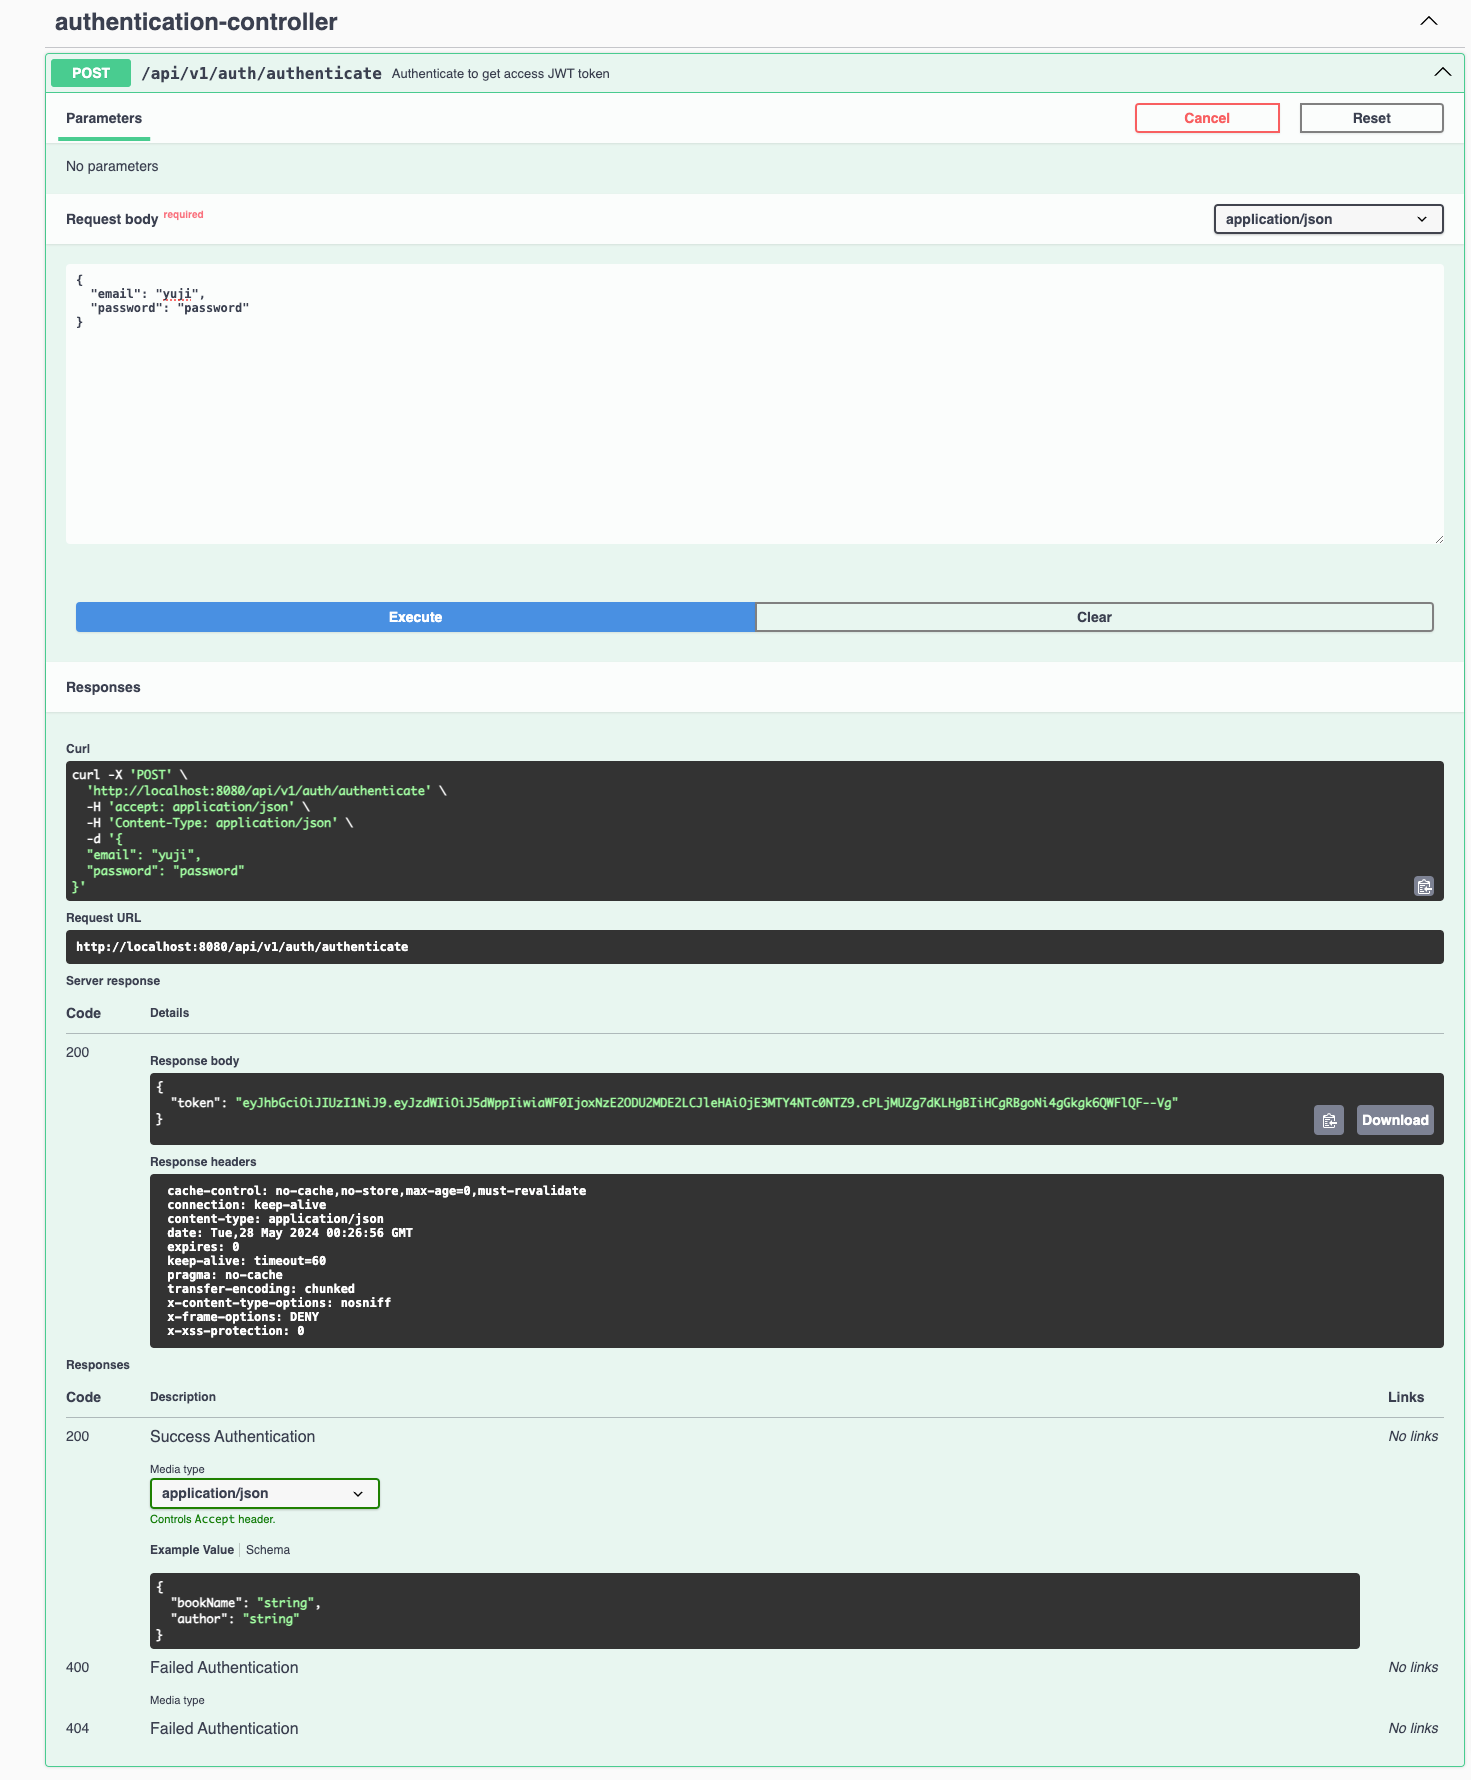 authentication-controller
POST /api/v1/auth/authenticate Authenticate to get access JWT token
Parameters Cancel Reset
No parameters
Request body required application/json
{
"email": "yuji",
"password": "password"
}
Execute Clear
Responses
Curl
curl -X 'POST' \
'http://localhost:8080/api/v1/auth/authenticate' \
-H 'accept: application/json' \
-H 'Content-Type: application/json' \
-d '{
"email": "yuji",
"password": "password"
}'
Request URL
http://localhost:8080/api/v1/auth/authenticate
Server response
Code Details
200
Response body
{
"token": "eyJhbGciOiJIUzI1NiJ9.eyJzdWIiOiJ5dWppIiwiaWF0IjoxNzE2ODU2MDE2LCJleHAiOjE3MTY4NTc0NTZ9.cPLjMUZg7dKLHgBIiHCgRBgoNi4gGkgk6QWFlQF--Vg"
}
Download
Response headers
cache-control: no-cache,no-store,max-age=0,must-revalidate
connection: keep-alive
content-type: application/json
date: Tue,28 May 2024 00:26:56 GMT
expires: 0
keep-alive: timeout=60
pragma: no-cache
transfer-encoding: chunked
x-content-type-options: nosniff
x-frame-options: DENY
x-xss-protection: 0
Responses
Code Description Links
200 Success Authentication No links
Media type
application/json
Controls Accept header.
Example Value Schema
{
"bookName": "string",
"author": "string"
}
400 Failed Authentication No links
Media type
404 Failed Authentication No links